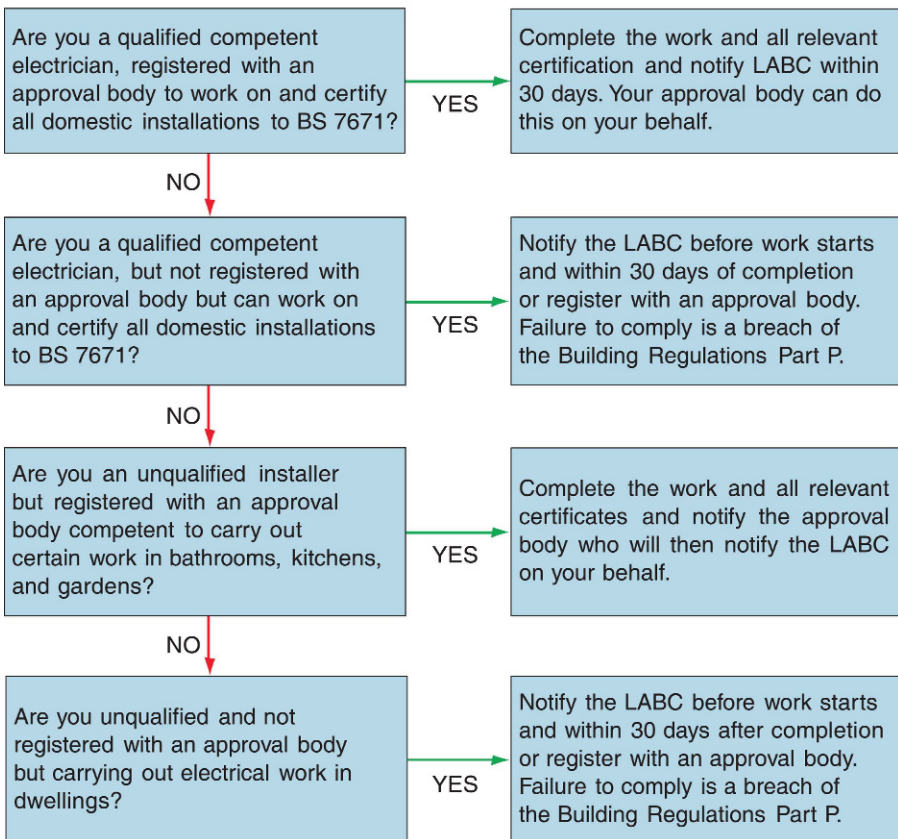 Are you a qualified competent
electrician, registered with an
approval body to work on and certify
all domestic installations to BS 7671?
YES
Complete the work and all relevant
certification and notify LABC within
30 days. Your approval body can do
this on your behalf.
NO
Are you a qualified competent
electrician, but not registered with
an approval body but can work on
and certify all domestic installations
to BS 7671?
YES
Notify the LABC before work starts
and within 30 days of completion
or register with an approval body.
Failure to comply is a breach of
the Building Regulations Part P.
NO
Are you an unqualified installer
but registered with an approval
body competent to carry out
certain work in bathrooms, kitchens,
and gardens?
YES
Complete the work and all relevant
certificates and notify the approval
body who will then notify the LABC
on your behalf.
NO
Are you unqualified and not
registered with an approval body
but carrying out electrical work in
dwellings?
YES
Notify the LABC before work starts
and within 30 days after completion
or register with an approval body.
Failure to comply is a breach of
the Building Regulations Part P.